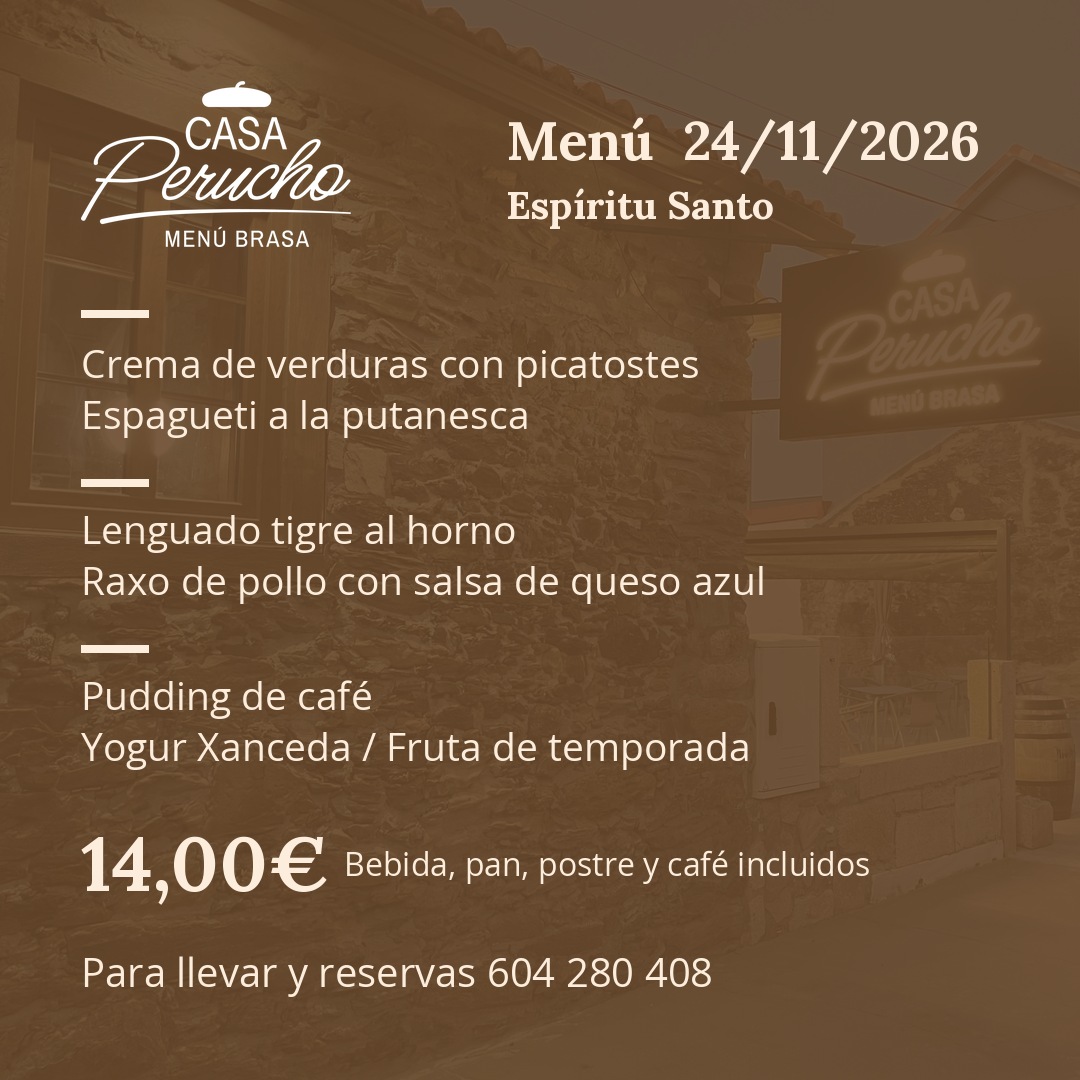 CASA
Perucho
MENÚ BRASA
Menú 24/11/2026
Espíritu Santo
CASA
Perucho
MENÚ BRASA
Crema de verduras con picatostes
Espagueti a la putanesca
Lenguado tigre al horno
Raxo de pollo con salsa de queso azul
Pudding de café
Yogur Xanceda / Fruta de temporada
14,00€ Bebida, pan, postre y café incluidos
Para llevar y reservas 604 280 408